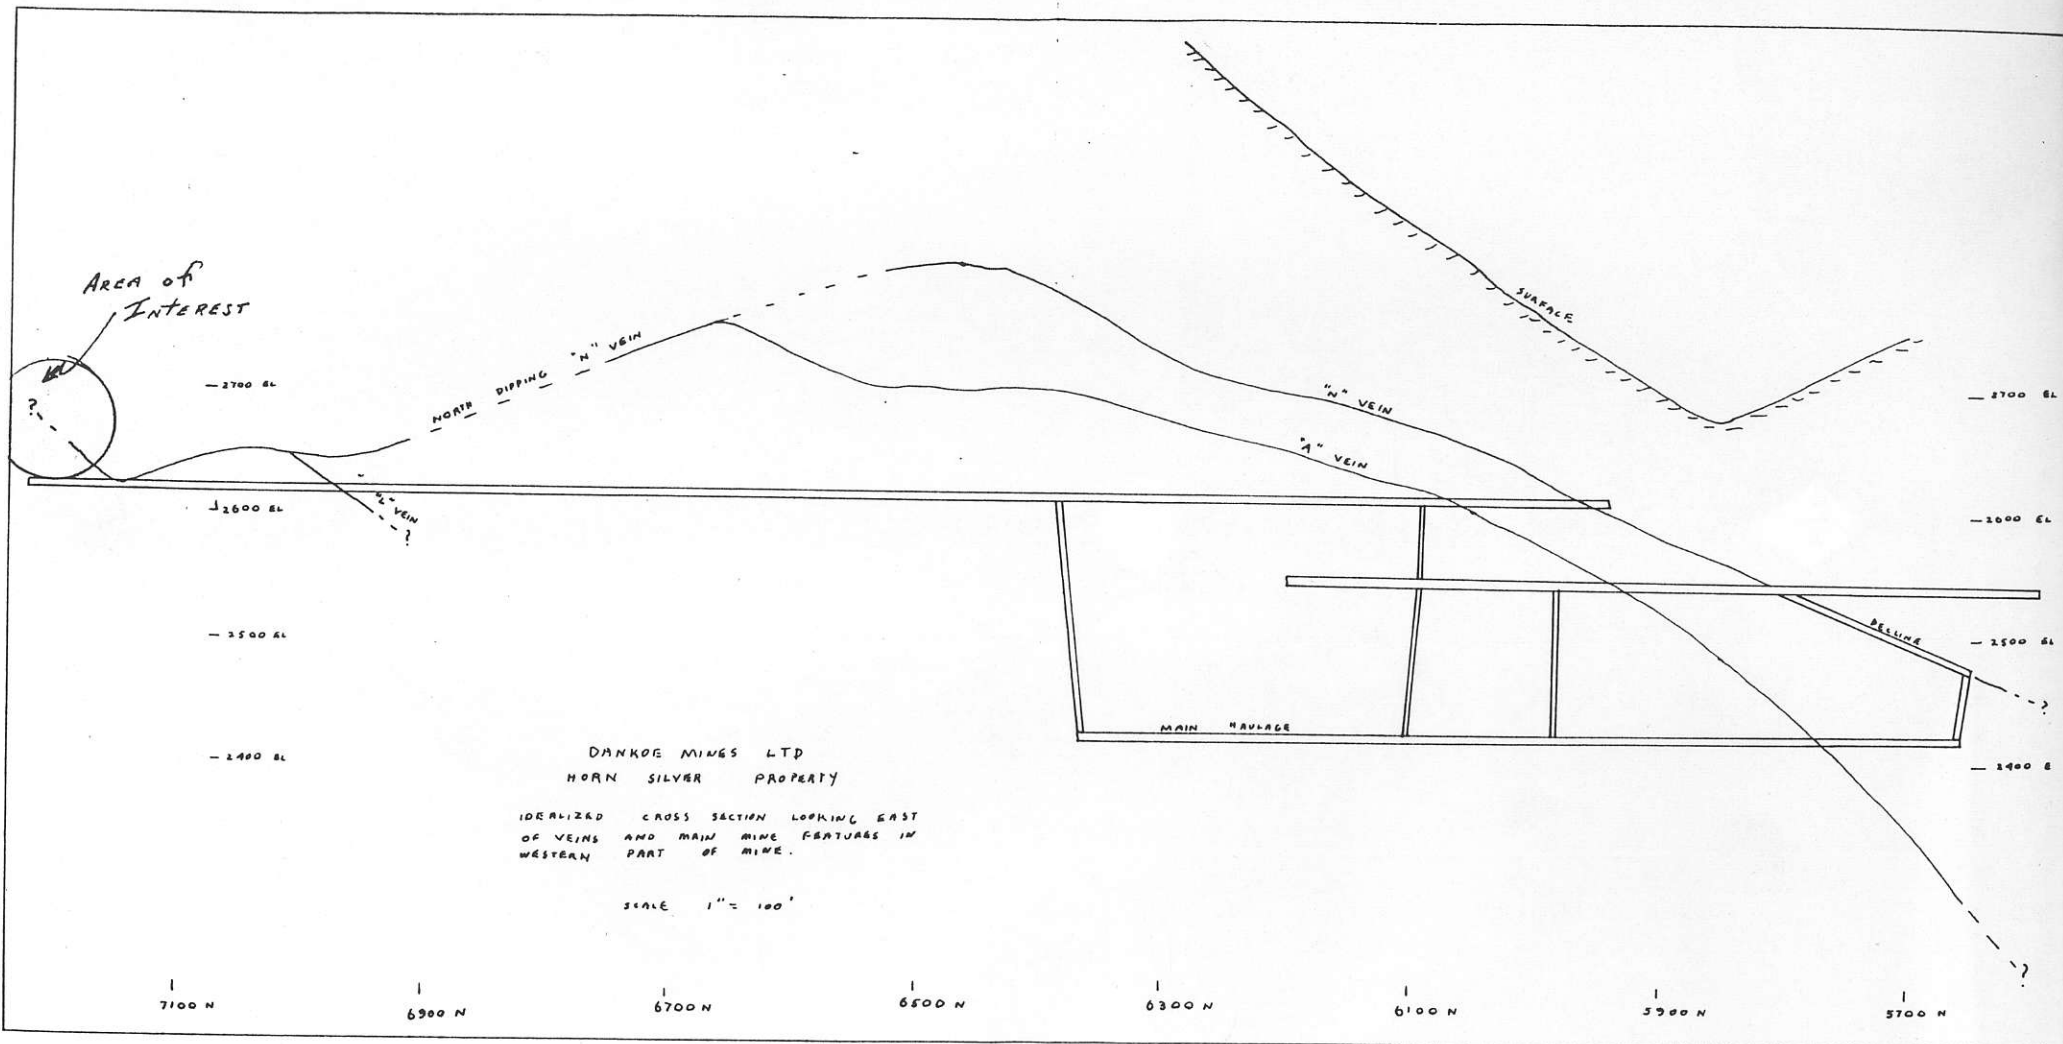 AREA of
INTEREST
SURFACE
NORTH DIPPING "N" VEIN
— 2700 EL
— 2700 EL
?
"N" VEIN
"A" VEIN
"L" VEIN
?
2600 EL
— 2600 EL
— 2500 EL
DECLINE
— 2500 EL
?
MAIN HAULAGE
— 2400 EL
— 2400 E
DANKOE MINES LTD
HORN SILVER PROPERTY
IDEALIZED CROSS SECTION LOOKING EAST
OF VEINS AND MAIN MINE FEATURES IN
WESTERN PART OF MINE.
SCALE 1" = 100'
?
7100 N
6900 N
6700 N
6500 N
6300 N
6100 N
5900 N
5700 N